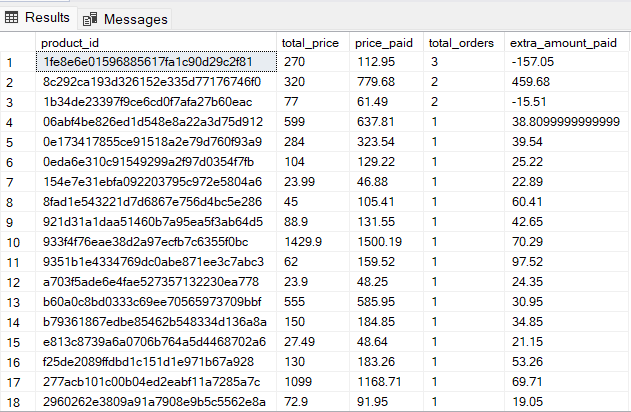 Results Messages
product_id total_price price_paid total_orders extra_amount_paid
1 1fe8e6e01596885617fa1c90d29c2f81 270 112.95 3 -157.05
2 8c292ca193d326152e335d77176746f0 320 779.68 2 459.68
3 1b34de23397f9ce6cd0f7afa27b60eac 77 61.49 2 -15.51
4 06abf4be826ed1d548e8a22a3d75d912 599 637.81 1 38.8099999999999
5 0e173417855ce91518a2e79d760f93a9 284 323.54 1 39.54
6 0eda6e310c91549299a2f97d0354f7fb 104 129.22 1 25.22
7 154e7e31ebfa092203795c972e5804a6 23.99 46.88 1 22.89
8 8fad1e543221d7d6867e756d4bc5e286 45 105.41 1 60.41
9 921d31a1daa51460b7a95ea5f3ab64d5 88.9 131.55 1 42.65
10 933f4f76eae38d2a97ecfb7c6355f0bc 1429.9 1500.19 1 70.29
11 9351b1e4334769dc0abe871ee3c7abc3 62 159.52 1 97.52
12 a703f5ade6e4fae527357132230ea778 23.9 48.25 1 24.35
13 b60a0c8bd0333c69ee70565973709bbf 555 585.95 1 30.95
14 b79361867edbe85462b548334d136a8a 150 184.85 1 34.85
15 e813c8739a6a0706b764a5d4468702a6 27.49 48.64 1 21.15
16 f25de2089ffdbd1c151d1e971b67a928 130 183.26 1 53.26
17 277acb101c00b04ed2eabf11a7285a7c 1099 1168.71 1 69.71
18 2960262e3809a91a7908e9b5c5562e8a 72.9 91.95 1 19.05